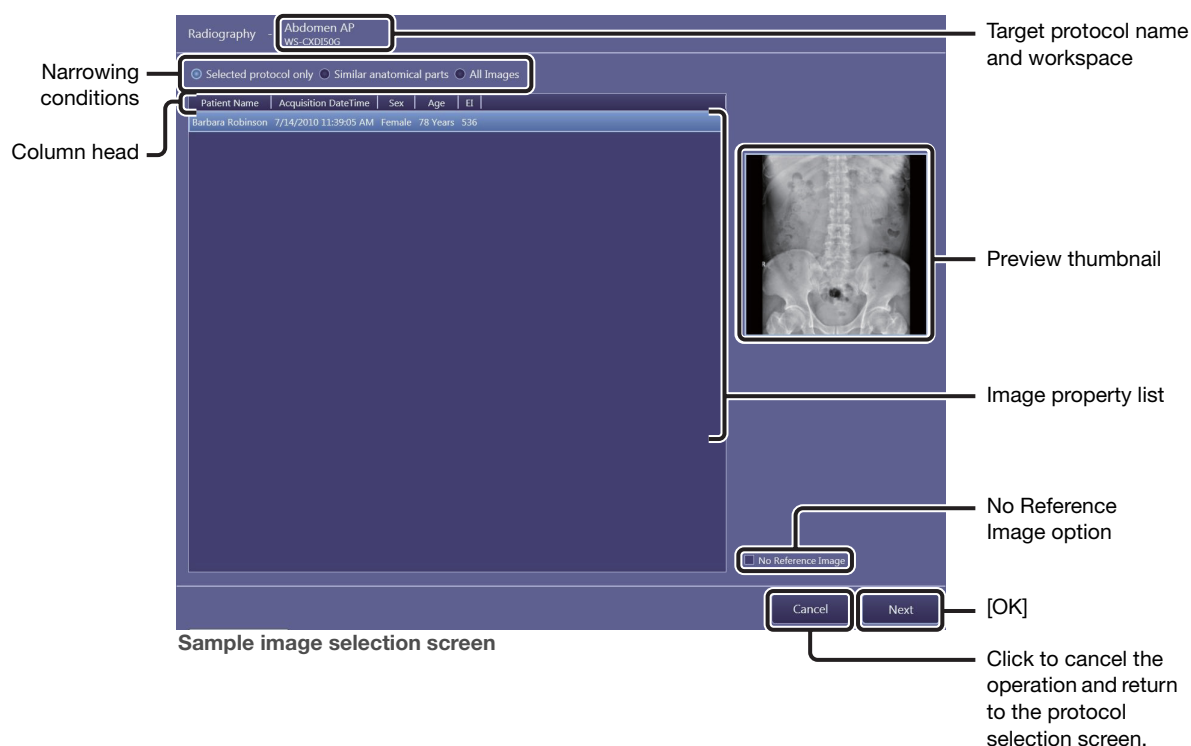 Radiography - Abdomen AP
WS-CXDI50G
Target protocol name
and workspace
Narrowing
conditions
Selected protocol only Similar anatomical parts All Images
Column head
Patient Name Acquisition DateTime Sex Age EI
Barbara Robinson 7/14/2010 11:39:05 AM Female 78 Years 536
Preview thumbnail
Image property list
No Reference
Image option
No Reference Image
Cancel Next
[OK]
Sample image selection screen
Click to cancel the
operation and return
to the protocol
selection screen.